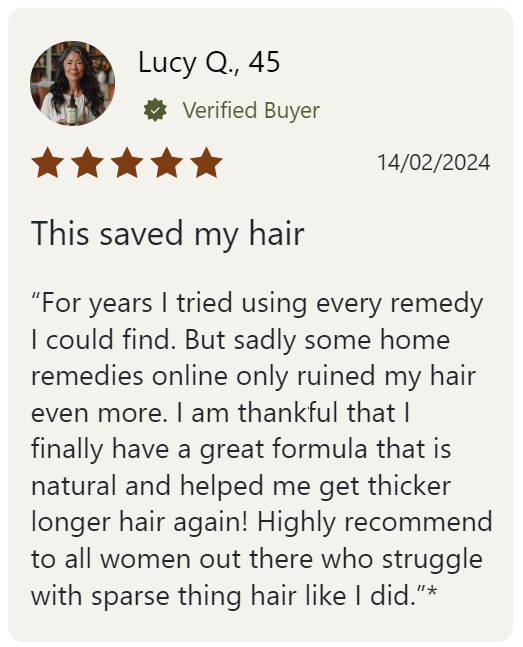 Lucy Q., 45
Verified Buyer
14/02/2024
This saved my hair
“For years I tried using every remedy
I could find. But sadly some home
remedies online only ruined my hair
even more. I am thankful that I
finally have a great formula that is
natural and helped me get thicker
longer hair again! Highly recommend
to all women out there who struggle
with sparse thing hair like I did.”*